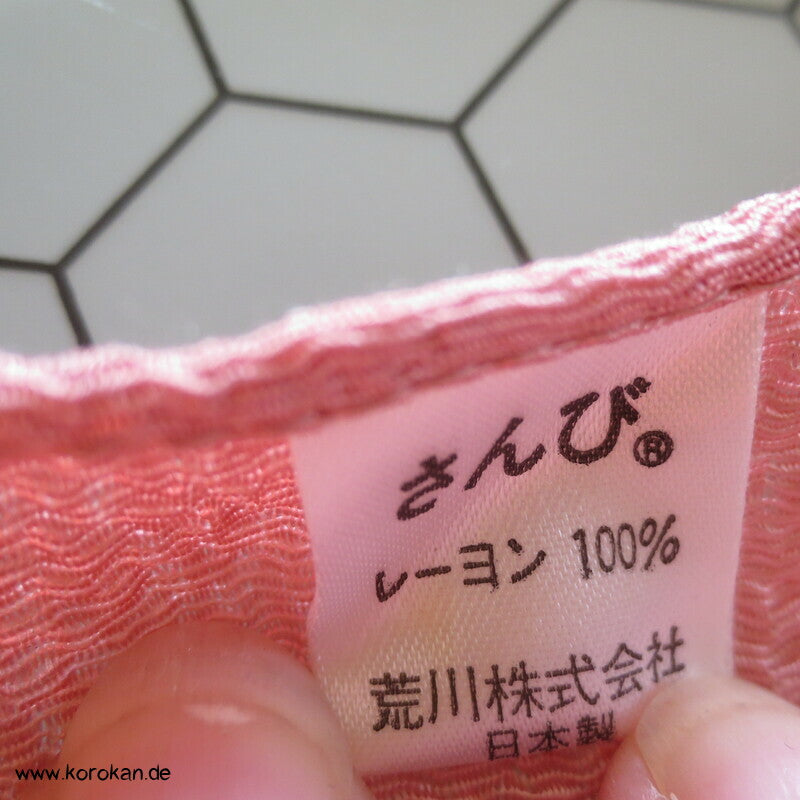 さんび®
レーヨン 100%
荒川株式会社
日本製
www.korokan.de